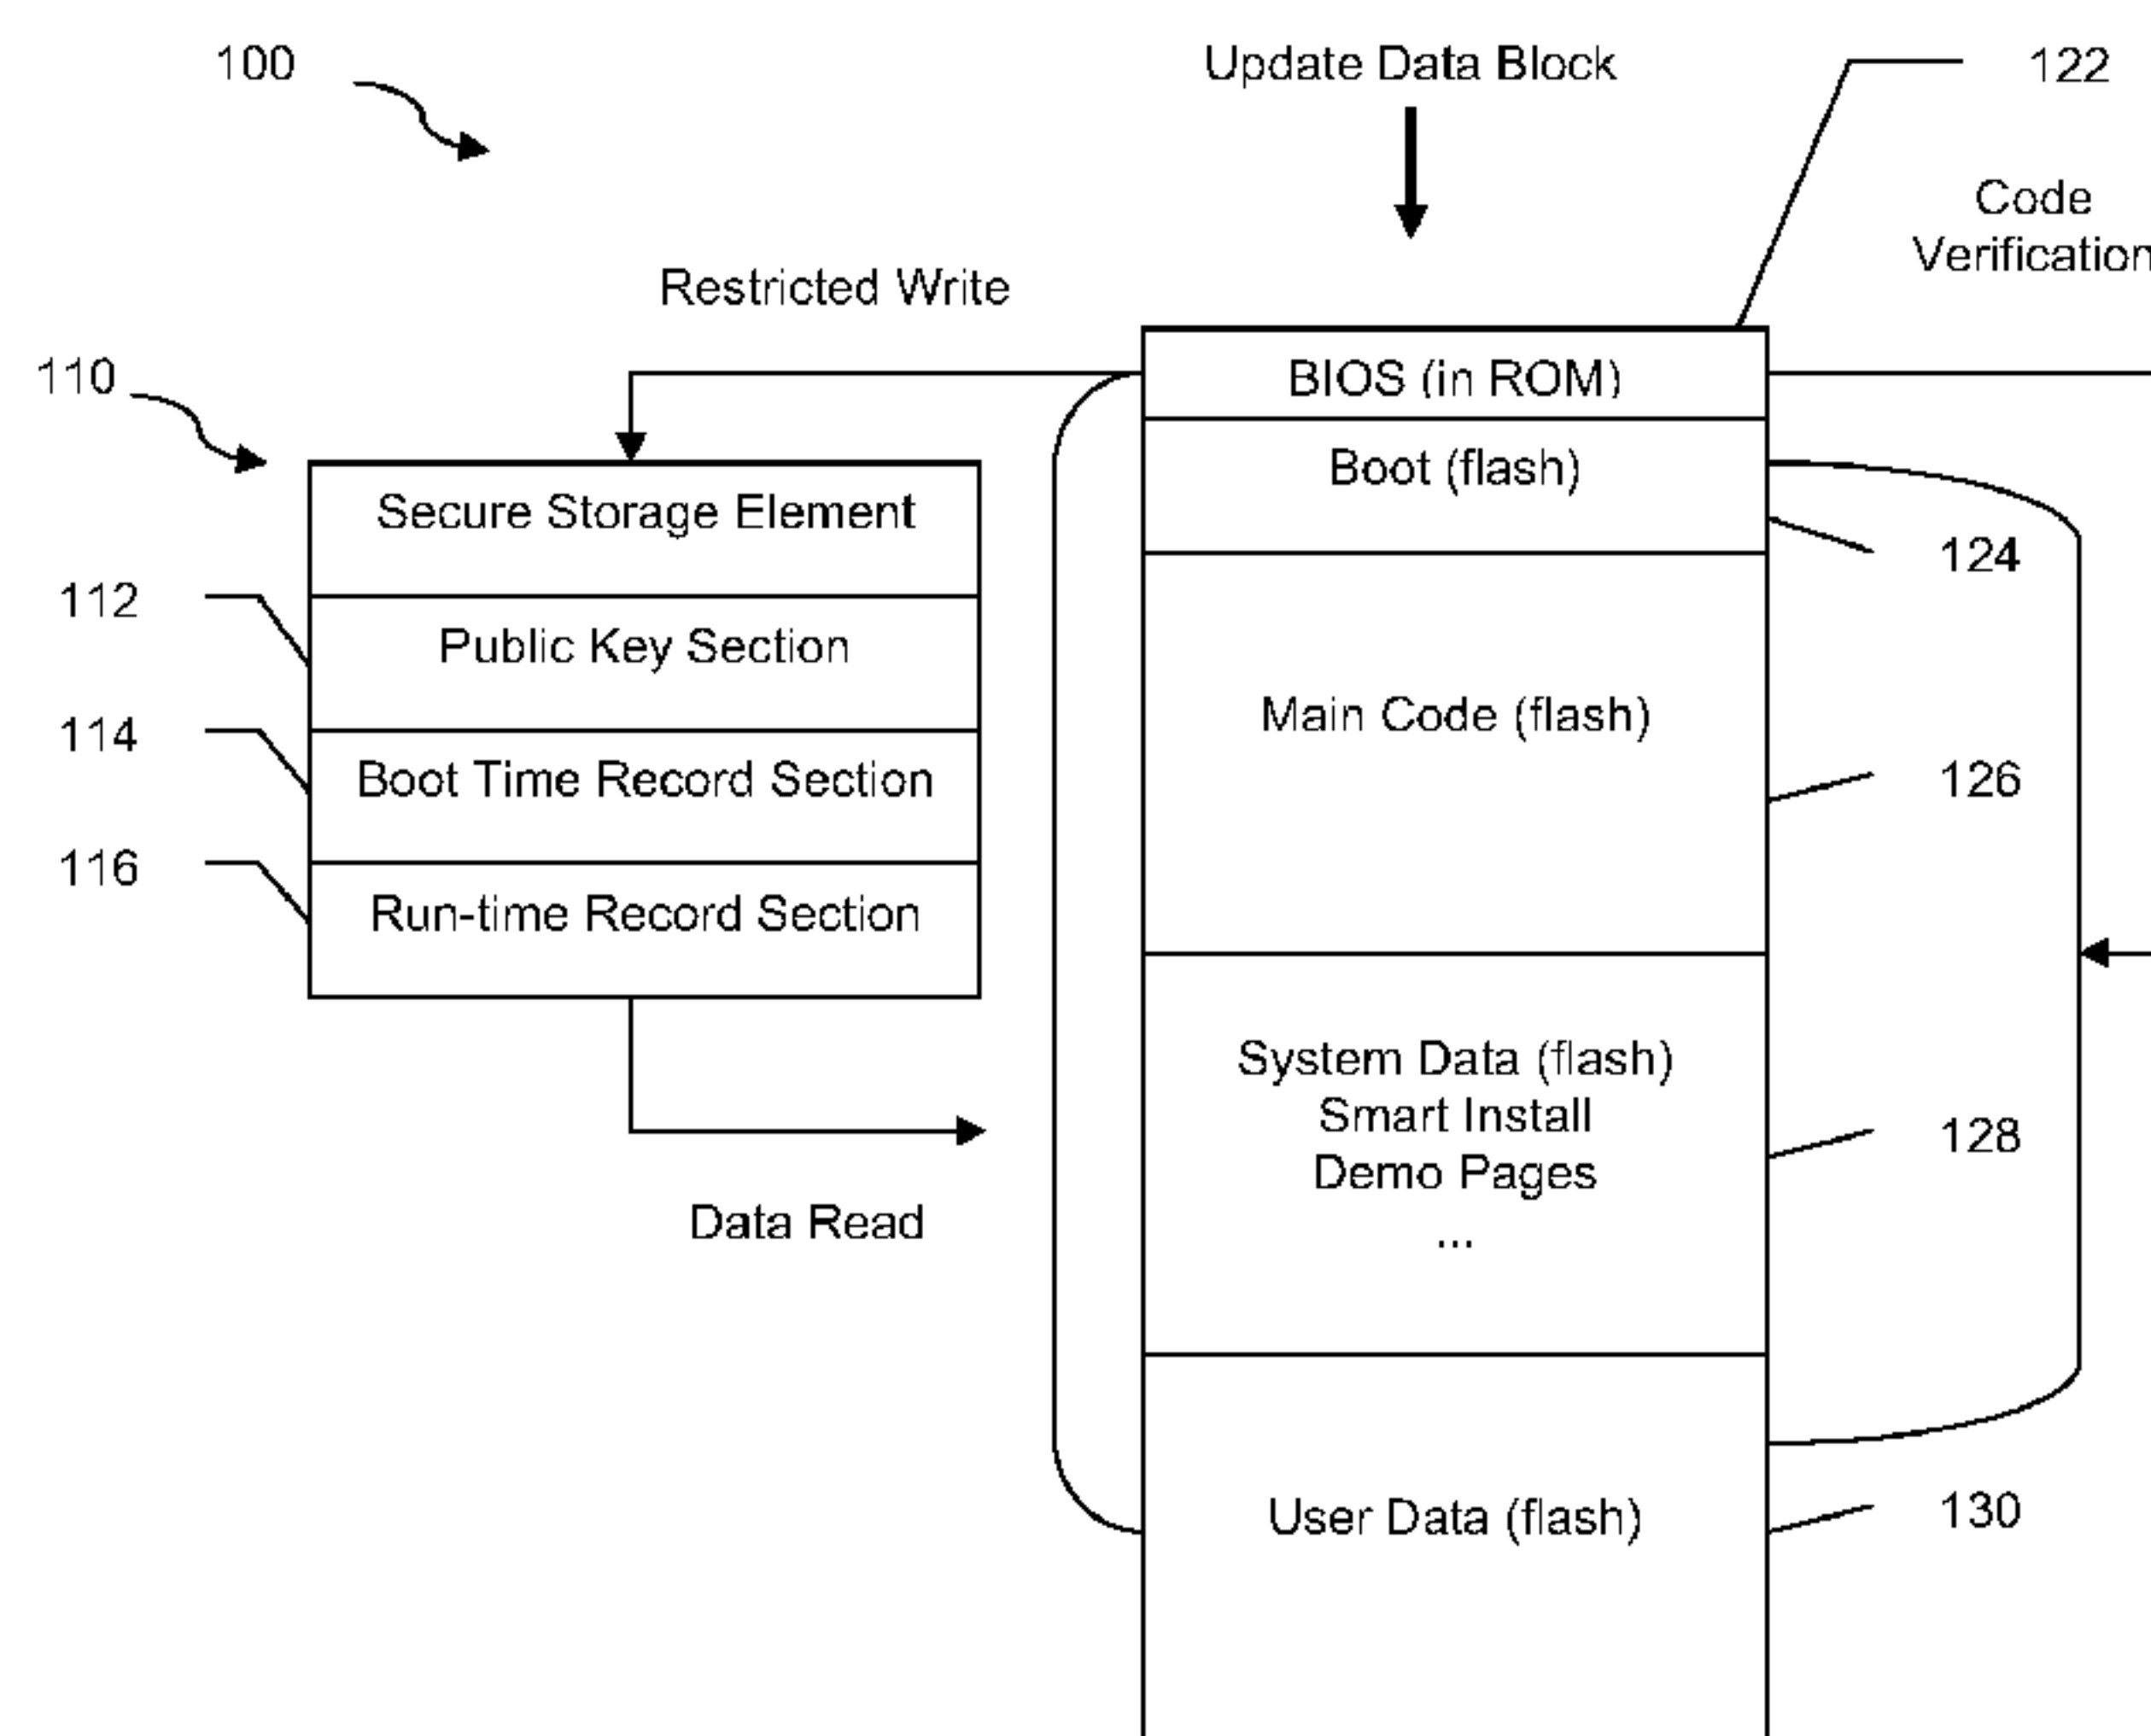 100
Update Data Block
122
Code
Verification
Restricted Write
110
BIOS (in ROM)
Boot (flash)
Secure Storage Element
124
112
Public Key Section
Main Code (flash)
114
Boot Time Record Section
126
116
Run-time Record Section
System Data (flash)
Smart Install
128
Demo Pages
Data Read
...
User Data (flash)
130